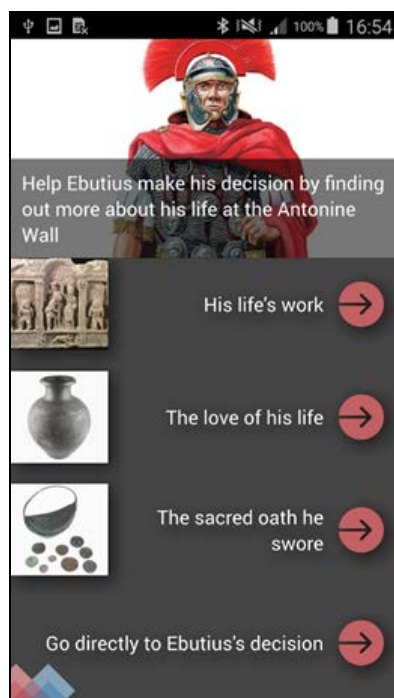 100% 16:54
Help Ebutius make his decision by finding
out more about his life at the Antonine
Wall
His life's work
The love of his life
The sacred oath he
swore
Go directly to Ebutius's decision